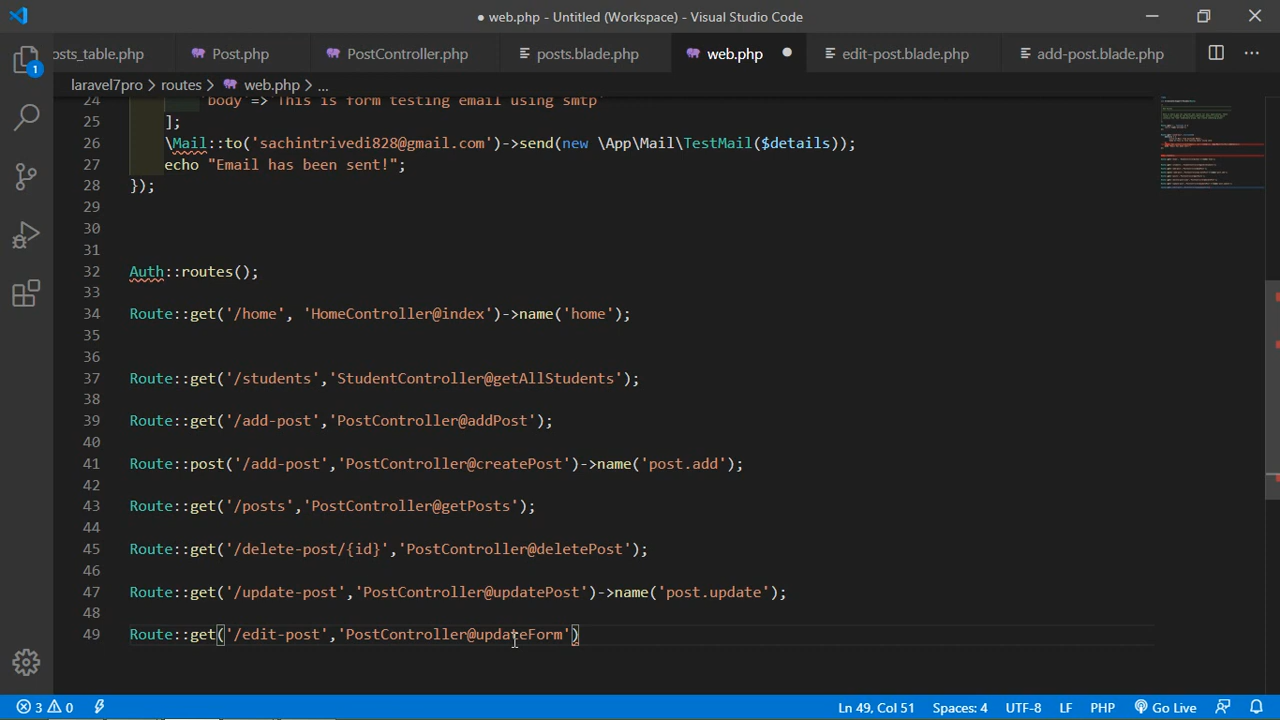 ● web.php - Untitled (Workspace) - Visual Studio Code
osts_table.php Post.php PostController.php posts.blade.php web.php edit-post.blade.php add-post.blade.php
laravel7pro > routes > web.php > ...
24 'body'=>'This is form testing email using smtp'
25 ];
26 \Mail::to('sachintrivedi828@gmail.com')->send(new \App\Mail\TestMail($details));
27 echo "Email has been sent!";
28 });
29
30
31
32 Auth::routes();
33
34 Route::get('/home', 'HomeController@index')->name('home');
35
36
37 Route::get('/students','StudentController@getAllStudents');
38
39 Route::get('/add-post','PostController@addPost');
40
41 Route::post('/add-post','PostController@createPost')->name('post.add');
42
43 Route::get('/posts','PostController@getPosts');
44
45 Route::get('/delete-post/{id}','PostController@deletePost');
46
47 Route::get('/update-post','PostController@updatePost')->name('post.update');
48
49 Route::get('/edit-post','PostController@updateForm')
1
3 0 Ln 49, Col 51 Spaces: 4 UTF-8 LF PHP Go Live